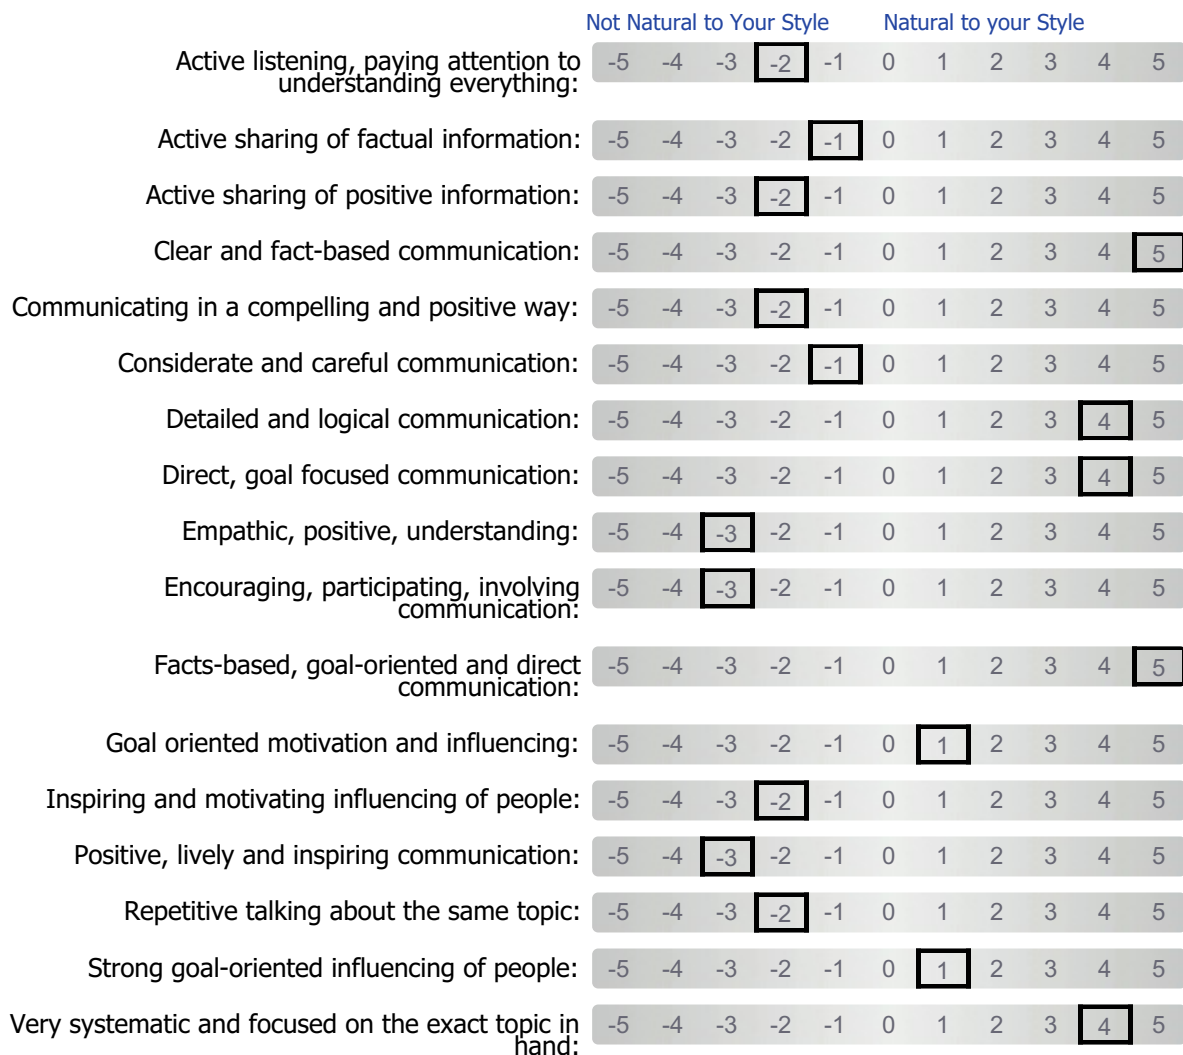 Not Natural to Your Style Natural to your Style
Active listening, paying attention to -5 -4 -3 -2 -1 0 1 2 3 4 5
understanding everything:
Active sharing of factual information: -5 -4 -3 -2 -1 0 1 2 3 4 5
Active sharing of positive information: -5 -4 -3 -2 -1 0 1 2 3 4 5
Clear and fact-based communication: -5 -4 -3 -2 -1 0 1 2 3 4 5
Communicating in a compelling and positive way: -5 -4 -3 -2 -1 0 1 2 3 4 5
Considerate and careful communication: -5 -4 -3 -2 -1 0 1 2 3 4 5
Detailed and logical communication: -5 -4 -3 -2 -1 0 1 2 3 4 5
Direct, goal focused communication: -5 -4 -3 -2 -1 0 1 2 3 4 5
Empathic, positive, understanding: -5 -4 -3 -2 -1 0 1 2 3 4 5
Encouraging, participating, involving -5 -4 -3 -2 -1 0 1 2 3 4 5
communication:
Facts-based, goal-oriented and direct -5 -4 -3 -2 -1 0 1 2 3 4 5
communication:
Goal oriented motivation and influencing: -5 -4 -3 -2 -1 0 1 2 3 4 5
Inspiring and motivating influencing of people: -5 -4 -3 -2 -1 0 1 2 3 4 5
Positive, lively and inspiring communication: -5 -4 -3 -2 -1 0 1 2 3 4 5
Repetitive talking about the same topic: -5 -4 -3 -2 -1 0 1 2 3 4 5
Strong goal-oriented influencing of people: -5 -4 -3 -2 -1 0 1 2 3 4 5
Very systematic and focused on the exact topic in -5 -4 -3 -2 -1 0 1 2 3 4 5
hand: